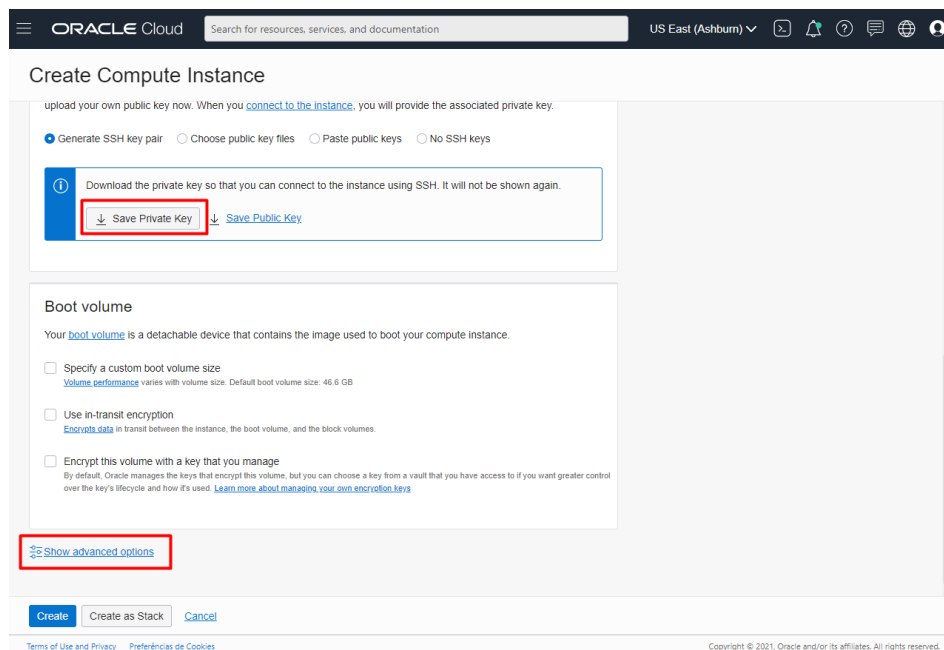 ORACLE Cloud
Search for resources, services, and documentation
US East (Ashburn)
Create Compute Instance
upload your own public key now. When you connect to the instance, you will provide the associated private key.
Generate SSH key pair
Choose public key files
Paste public keys
No SSH keys
Download the private key so that you can connect to the instance using SSH. It will not be shown again.
Save Private Key
Save Public Key
Boot volume
Your boot volume is a detachable device that contains the image used to boot your compute instance.
Specify a custom boot volume size
Volume performance varies with volume size. Default boot volume size: 46.6 GB
Use in-transit encryption
Encrypts data in transit between the instance, the boot volume, and the block volumes.
Encrypt this volume with a key that you manage
By default, Oracle manages the keys that encrypt this volume, but you can choose a key from a vault that you have access to if you want greater control
over the key's lifecycle and how it's used. Learn more about managing your own encryption keys
Show advanced options
Create
Create as Stack
Cancel
Terms of Use and Privacy
Preferências de Cookies
Copyright © 2021, Oracle and/or its affiliates. All rights reserved.